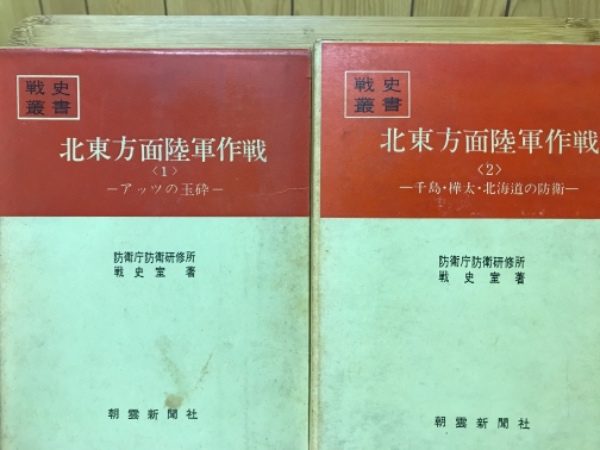 戦史
叢書
北東方面陸軍作戦
〈1〉
―アッツの玉砕―
防衛庁防衛研修所
戦史室 著
朝雲新聞社
戦史
叢書
北東方面陸軍作戦
〈2〉
―千島・樺太・北海道の防衛―
防衛庁防衛研修所
戦史室 著
朝雲新聞社